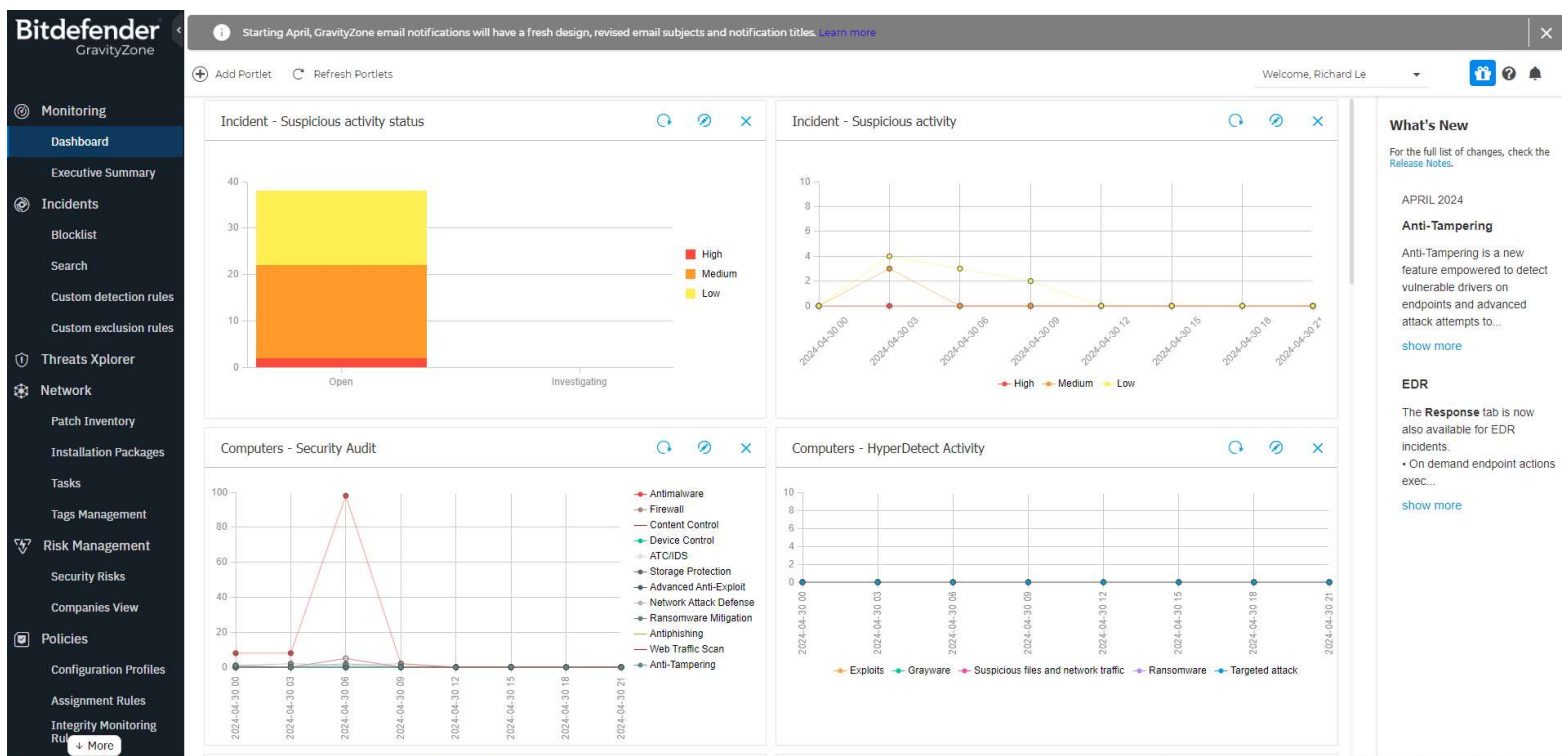 Bitdefender
GravityZone
Starting April, GravityZone email notifications will have a fresh design, revised email subjects and notification titles. Learn more
Add Portlet
Refresh Portlets
Welcome, Richard Le
Monitoring
Dashboard
Executive Summary
Incidents
Blocklist
Search
Custom detection rules
Custom exclusion rules
Threats Xplorer
Network
Patch Inventory
Installation Packages
Tasks
Tags Management
Risk Management
Security Risks
Companies View
Policies
Configuration Profiles
Assignment Rules
Integrity Monitoring
More
Incident - Suspicious activity status
40
30
20
10
0
Open
Investigating
High
Medium
Low
Incident - Suspicious activity
10
8
6
4
2
0
2024-04-30 00
2024-04-30 03
2024-04-30 06
2024-04-30 09
2024-04-30 12
2024-04-30 15
2024-04-30 18
High
Medium
Low
Computers - Security Audit
100
80
60
40
20
0
2024-04-30 00
2024-04-30 03
2024-04-30 06
2024-04-30 09
2024-04-30 12
2024-04-30 15
2024-04-30 18
2024-04-30 21
Antimalware
Firewall
Content Control
Device Control
ATC/IDS
Storage Protection
Advanced Anti-Exploit
Network Attack Defense
Ransomware Mitigation
Antiphishing
Web Traffic Scan
Anti-Tampering
Computers - HyperDetect Activity
10
8
6
4
2
0
2024-04-30 00
2024-04-30 03
2024-04-30 06
2024-04-30 09
2024-04-30 12
2024-04-30 15
2024-04-30 18
2024-04-30 21
Exploits
Grayware
Suspicious files and network traffic
Ransomware
Targeted attack
What's New
For the full list of changes, check the
Release Notes.
APRIL 2024
Anti-Tampering
Anti-Tampering is a new
feature empowered to detect
vulnerable drivers on
endpoints and advanced
attack attempts to...
show more
EDR
The Response tab is now
also available for EDR
incidents.
• On demand endpoint actions
exec...
show more